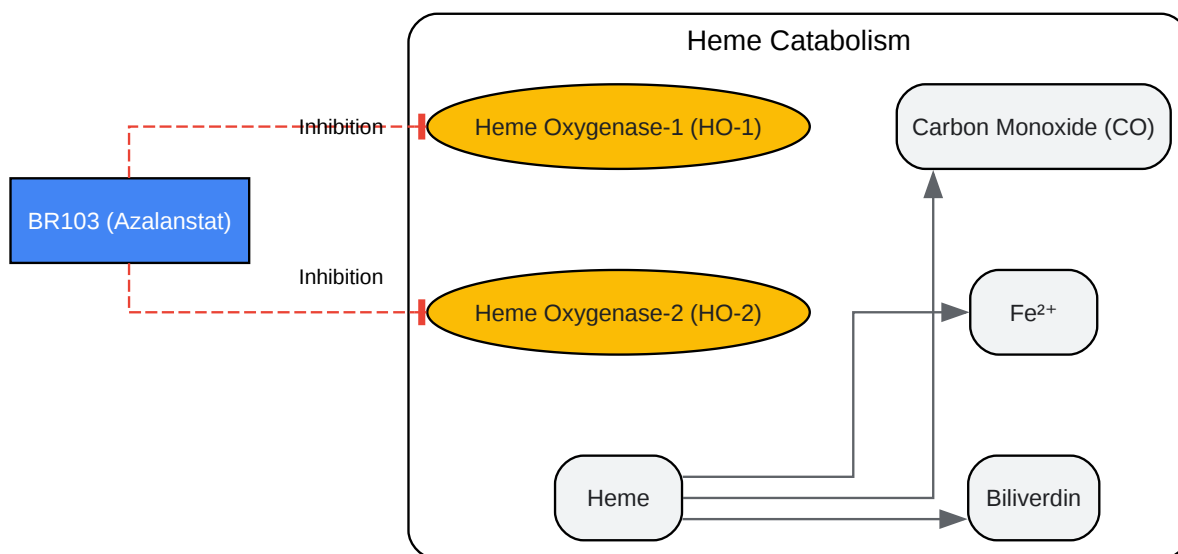 Heme Catabolism
Inhibition
Heme Oxygenase-1 (HO-1)
Carbon Monoxide (CO)
BR103 (Azalanstat)
Inhibition
Heme Oxygenase-2 (HO-2)
Fe²⁺
Heme
Biliverdin